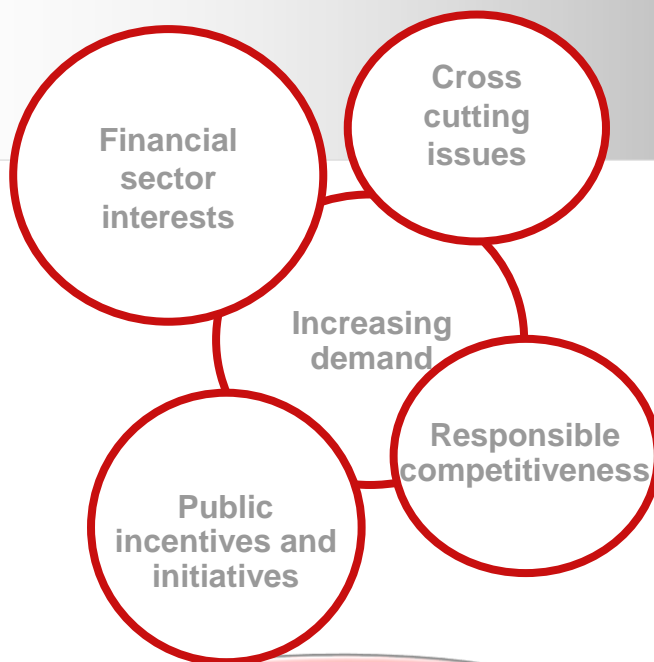 Financial
sector
interests
Cross
cutting
issues
Increasing
demand
Responsible
competitiveness
Public
incentives and
initiatives